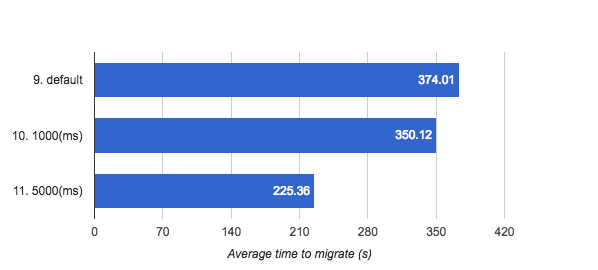 9. default
374.01
10. 1000(ms)
350.12
11. 5000(ms)
225.36
0 70 140 210 280 350 420
Average time to migrate (s)